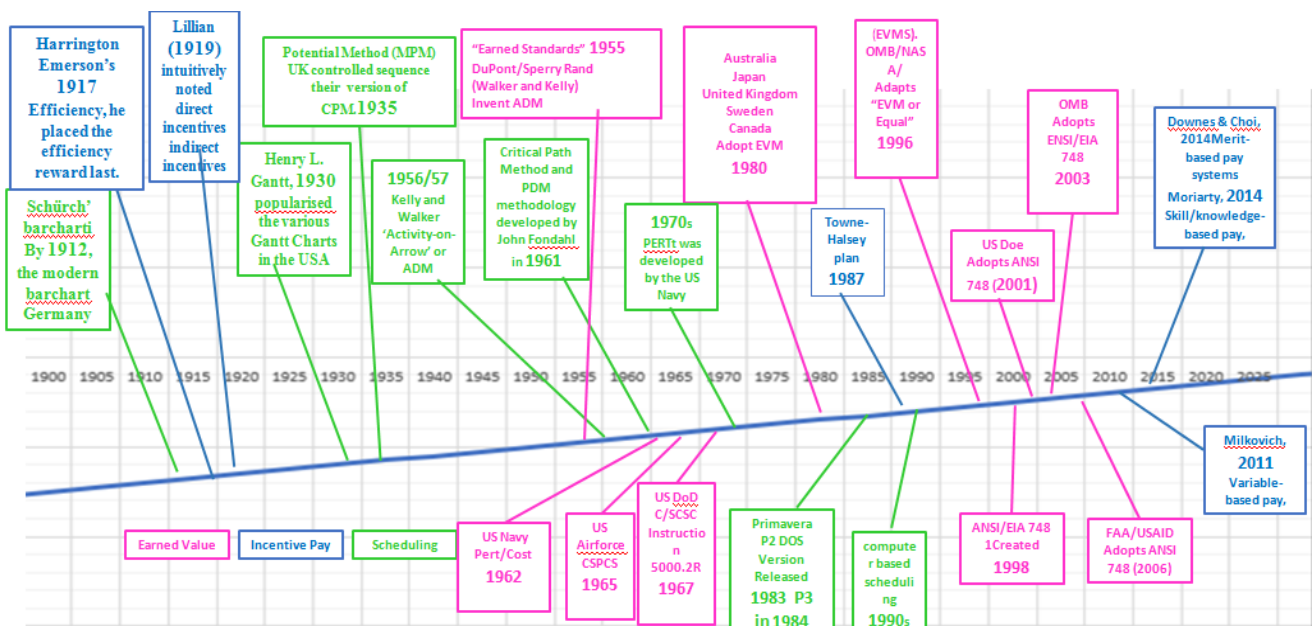 Harrington
Emerson's
1917
Efficiency, he
placed the
efficiency
reward last.
Lillian
(1919)
intuitively
noted
direct
incentives
indirect
incentives
Potential Method (MPM)
UK controlled sequence
their version of
CPM.1935
"Earned Standards" 1955
DuPont/Sperry Rand
(Walker and Kelly)
Invent ADM
Australia
Japan
United Kingdom
Sweden
Canada
Adopt EVM
1980
(EVMS).
OMB/NAS
A/
Adapts
"EVM or
Equal"
1996
OMB
Adopts
ENSI/EIA
748
2003
Downes & Choi,
2014Merit-
based pay
systems
Moriarty, 2014
Skill/knowledge-
based pay,
Schürch'
barcharti
By 1912,
the modern
barchart
Germany
Henry L.
Gantt, 1930
popularised
the various
Gantt Charts
in the USA
1956/57
Kelly and
Walker
'Activity-on-
Arrow' or
ADM
Critical Path
Method and
PDM
methodology
developed by
John Fondahl
in 1961
1970s
PERTt was
developed
by the US
Navy
Towne-
Halsey
plan
1987
US Doe
Adopts ANSI
748 (2001)
1900 1905 1910 1915 1920 1925 1930 1935 1940 1945 1950 1955 1960 1965 1970 1975 1980 1985 1990 1995 2000 2005 2010 2015 2020 2025
Earned Value
Incentive Pay
Scheduling
US Navy
Pert/Cost
1962
US
Airforce
CSPCS
1965
US DoD
C/SCSC
Instructio
n
5000.2R
1967
Primavera
P2 DOS
Version
Released
1983 P3
in 1984
compute
r based
scheduli
ng
1990s
ANSI/EIA 748
1Created
1998
FAA/USAID
Adopts ANSI
748 (2006)
Milkovich,
2011
Variable-
based pay,